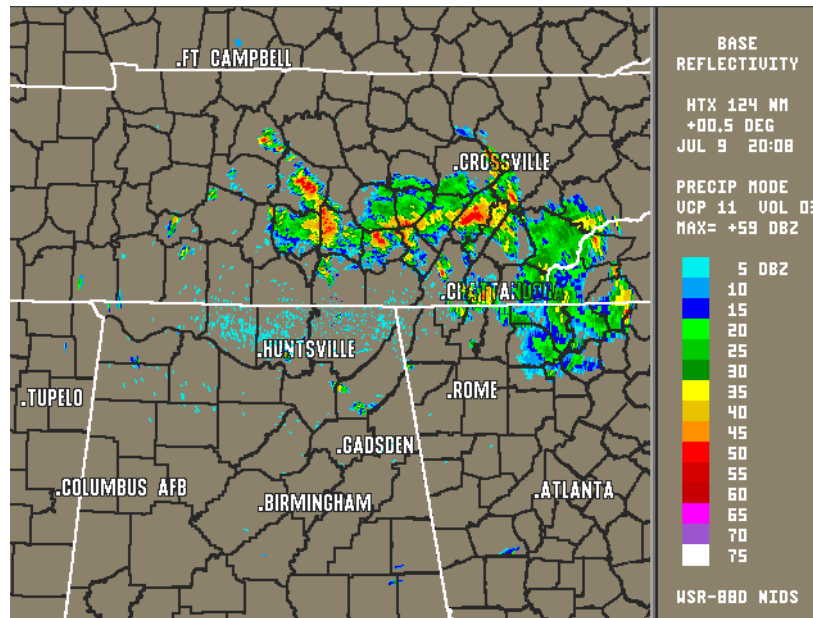 .FT CAMPBELL
.CROSSVILLE
.CHATTANOOGA
.HUNTSVILLE
.TUPELO
.ROME
.GADSDEN
.COLUMBUS AFB
.BIRMINGHAM
.ATLANTA
BASE
REFLECTIVITY
HTX 124 NM
+00.5 DEG
JUL 9 20:08
PRECIP MODE
VCP 11 VOL 03
MAX= +59 DBZ
5 DBZ
10
15
20
25
30
35
40
45
50
55
60
65
70
75
WSR-88D NIDS